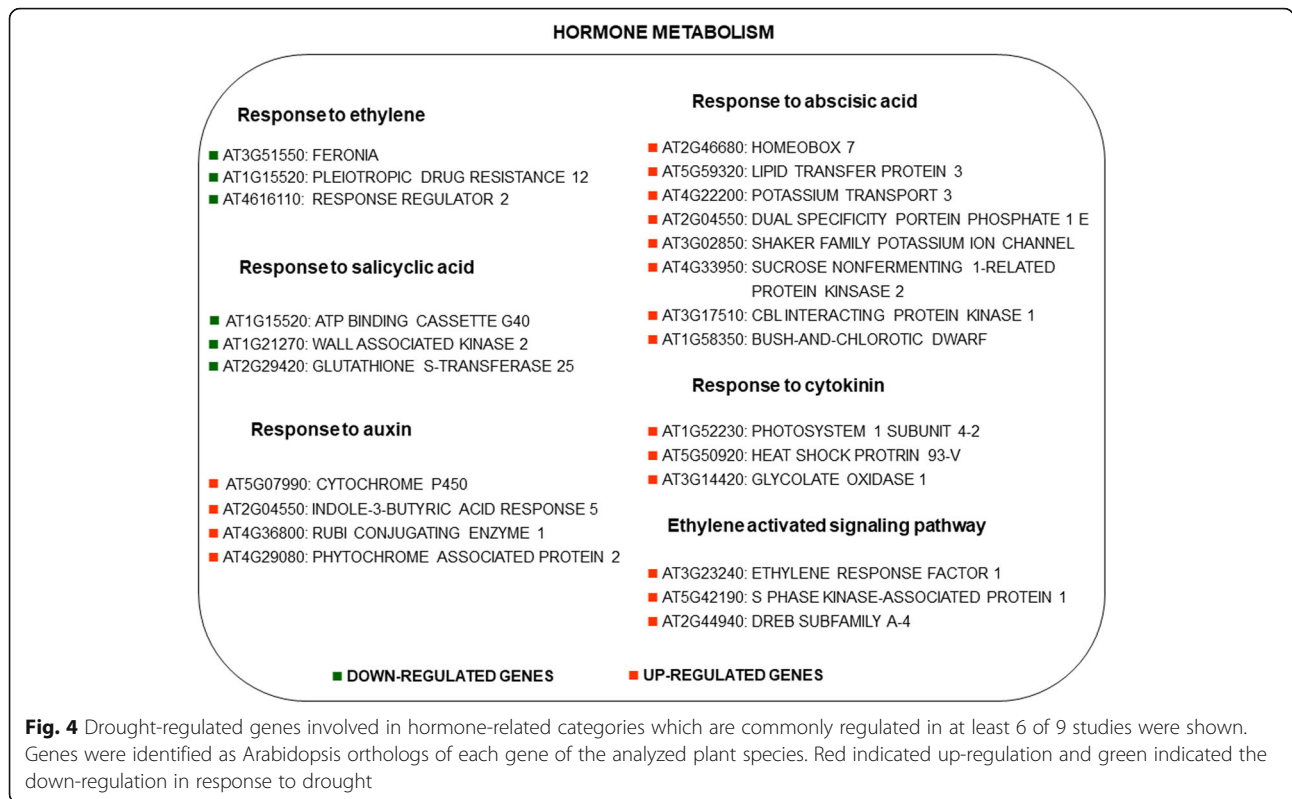 HORMONE METABOLISM
Response to ethylene
AT3G51550: FERONIA
AT1G15520: PLEIOTROPIC DRUG RESISTANCE 12
AT4616110: RESPONSE REGULATOR 2
Response to salicyclic acid
AT1G15520: ATP BINDING CASSETTE G40
AT1G21270: WALL ASSOCIATED KINASE 2
AT2G29420: GLUTATHIONE S-TRANSFERASE 25
Response to auxin
AT5G07990: CYTOCHROME P450
AT2G04550: INDOLE-3-BUTYRIC ACID RESPONSE 5
AT4G36800: RUBI CONJUGATING ENZYME 1
AT4G29080: PHYTOCHROME ASSOCIATED PROTEIN 2
Response to abscisic acid
AT2G46680: HOMEOBOX 7
AT5G59320: LIPID TRANSFER PROTEIN 3
AT4G22200: POTASSIUM TRANSPORT 3
AT2G04550: DUAL SPECIFICITY PORTEIN PHOSPHATE 1 E
AT3G02850: SHAKER FAMILY POTASSIUM ION CHANNEL
AT4G33950: SUCROSE NONFERMENTING 1-RELATED
PROTEIN KINSASE 2
AT3G17510: CBL INTERACTING PROTEIN KINASE 1
AT1G58350: BUSH-AND-CHLOROTIC DWARF
Response to cytokinin
AT1G52230: PHOTOSYSTEM 1 SUBUNIT 4-2
AT5G50920: HEAT SHOCK PROTRIN 93-V
AT3G14420: GLYCOLATE OXIDASE 1
Ethylene activated signaling pathway
AT3G23240: ETHYLENE RESPONSE FACTOR 1
AT5G42190: S PHASE KINASE-ASSOCIATED PROTEIN 1
AT2G44940: DREB SUBFAMILY A-4
DOWN-REGULATED GENES
UP-REGULATED GENES
Fig. 4 Drought-regulated genes involved in hormone-related categories which are commonly regulated in at least 6 of 9 studies were shown.
Genes were identified as Arabidopsis orthologs of each gene of the analyzed plant species. Red indicated up-regulation and green indicated the
down-regulation in response to drought